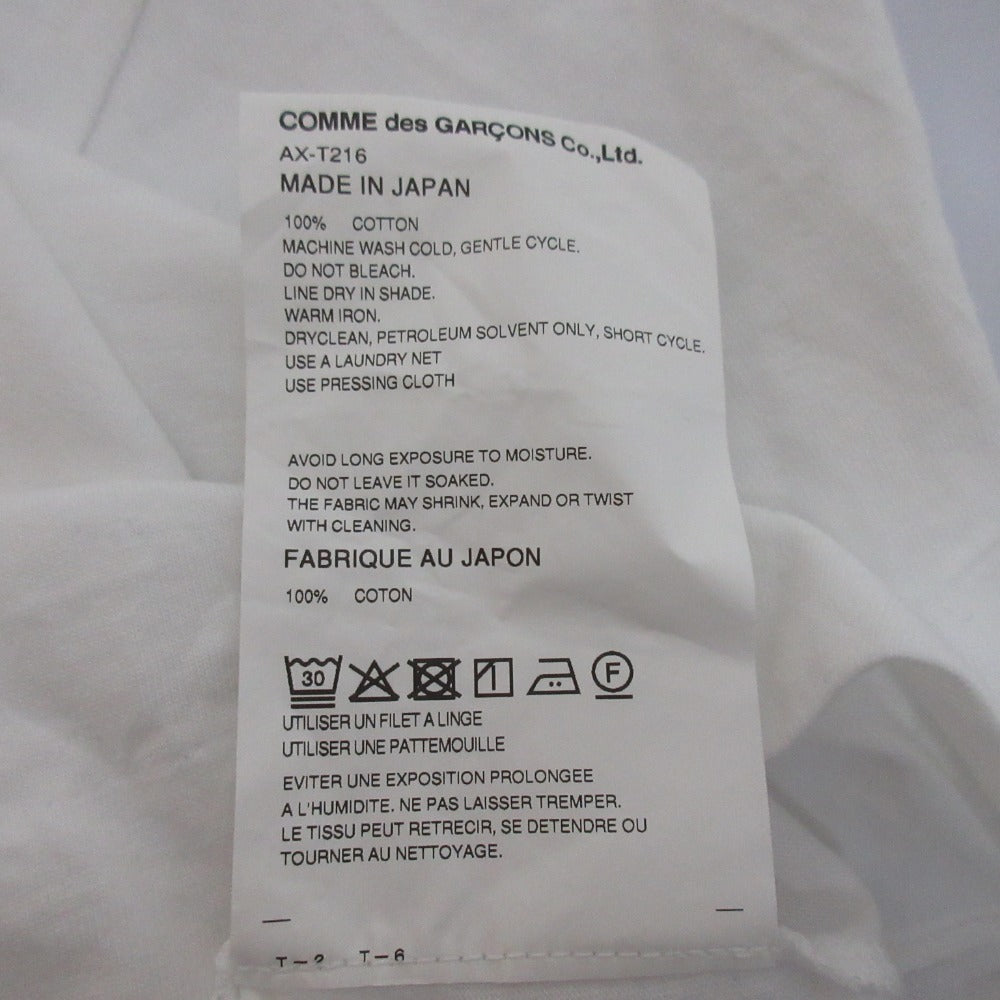 COMME des GARÇONS Co.,Ltd.
AX-T216
MADE IN JAPAN
100% COTTON
MACHINE WASH COLD, GENTLE CYCLE.
DO NOT BLEACH.
LINE DRY IN SHADE.
WARM IRON.
DRYCLEAN, PETROLEUM SOLVENT ONLY, SHORT CYCLE.
USE A LAUNDRY NET
USE PRESSING CLOTH
AVOID LONG EXPOSURE TO MOISTURE.
DO NOT LEAVE IT SOAKED.
THE FABRIC MAY SHRINK, EXPAND OR TWIST
WITH CLEANING.
FABRIQUE AU JAPON
100% COTON
30 F
UTILISER UN FILET A LINGE
UTILISER UNE PATTEMOUILLE
EVITER UNE EXPOSITION PROLONGEE
A L'HUMIDITE. NE PAS LAISSER TREMPER.
LE TISSU PEUT RETRECIR, SE DETENDRE OU
TOURNER AU NETTOYAGE.
T-2 T-6